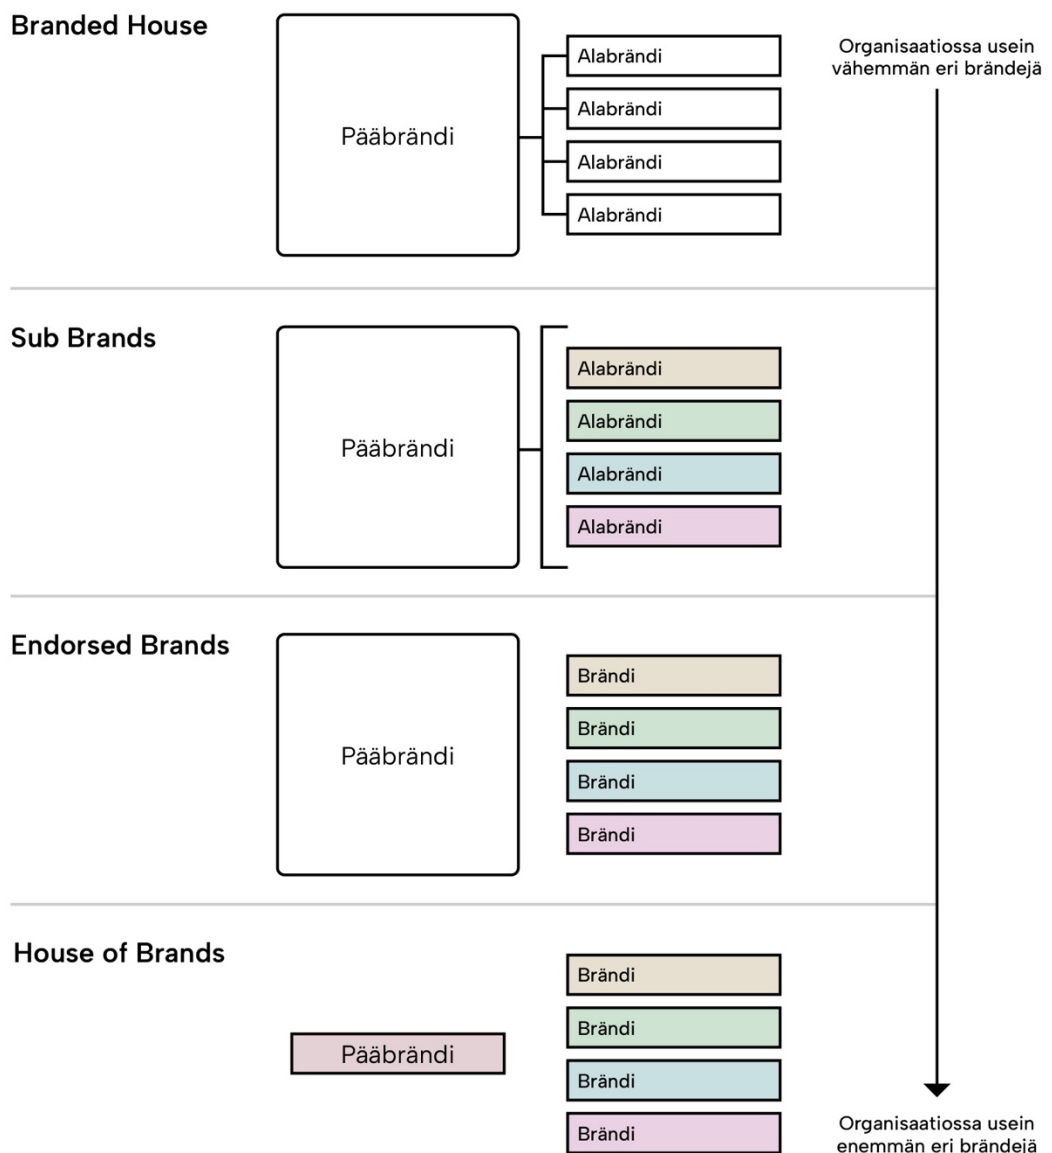 Branded House
Pääbrändi
Alabrändi
Alabrändi
Alabrändi
Alabrändi
Organisaatiossa usein
vähemmän eri brändejä
Sub Brands
Pääbrändi
Alabrändi
Alabrändi
Alabrändi
Alabrändi
Endorsed Brands
Pääbrändi
Brändi
Brändi
Brändi
Brändi
House of Brands
Pääbrändi
Brändi
Brändi
Brändi
Brändi
Organisaatiossa usein
enemmän eri brändejä